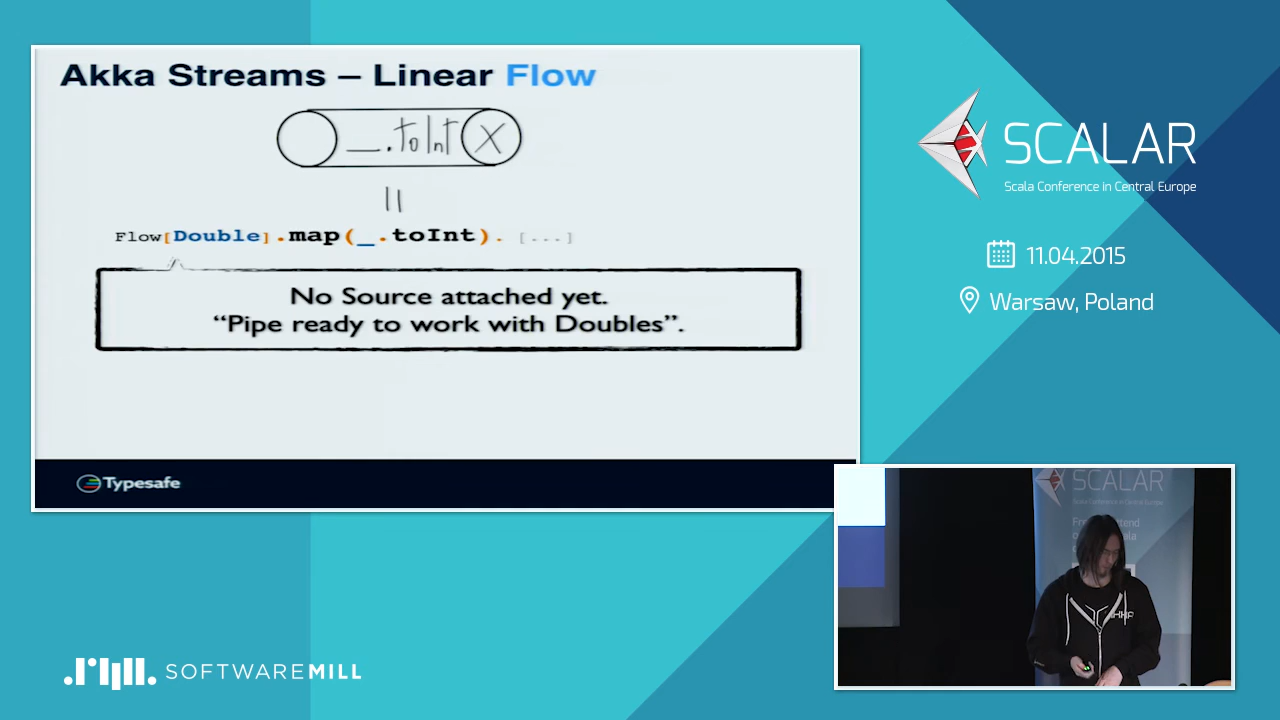 Akka Streams – Linear Flow
_.toInt X
Flow[Double].map(_.toInt). [...]
No Source attached yet.
“Pipe ready to work with Doubles”.
Typesafe
SCALAR
Scala Conference in Central Europe
11.04.2015
Warsaw, Poland
SCALAR
SOFTWAREMILL